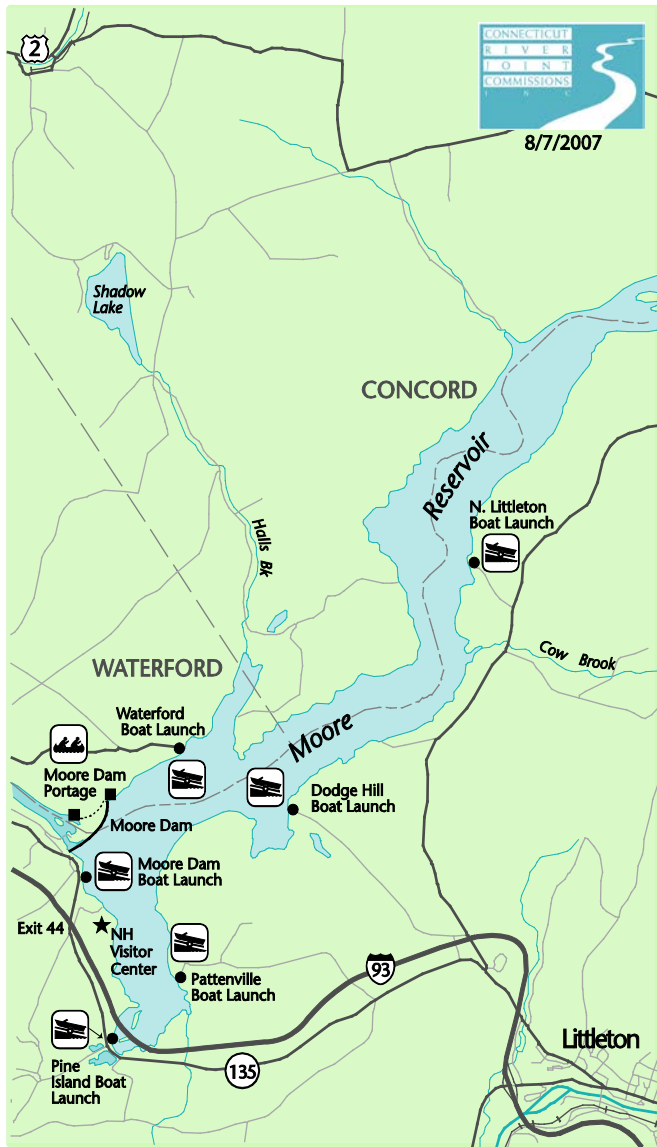 2
CONNECTICUT
RIVER
JOINT
COMMISSIONS
INC
8/7/2007
Shadow
Lake
CONCORD
Reservoir
N. Littleton
Boat Launch
Halls Bk
Cow Brook
WATERFORD
Waterford
Boat Launch
Moore
Moore Dam
Portage
Dodge Hill
Boat Launch
Moore Dam
Moore Dam
Boat Launch
Exit 44
NH
Visitor
Center
93
Pattenville
Boat Launch
Littleton
Pine
Island Boat
Launch
135